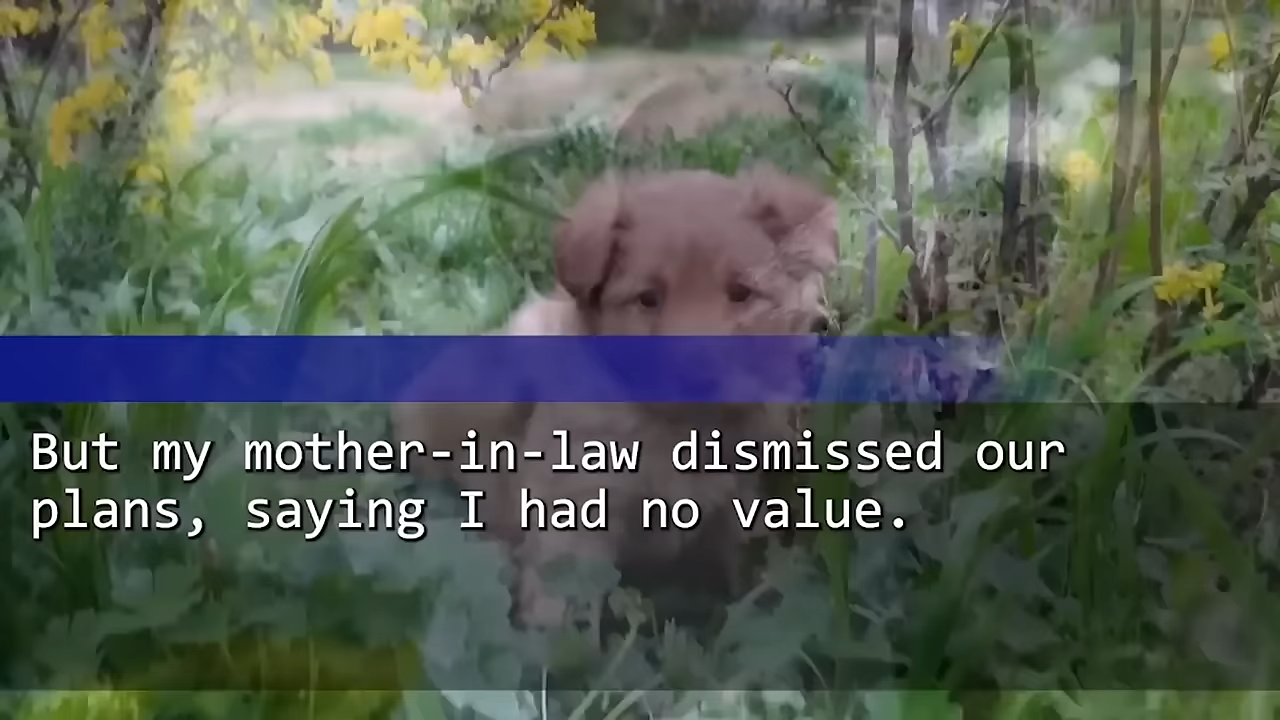 But my mother-in-law dismissed our
plans, saying I had no value.